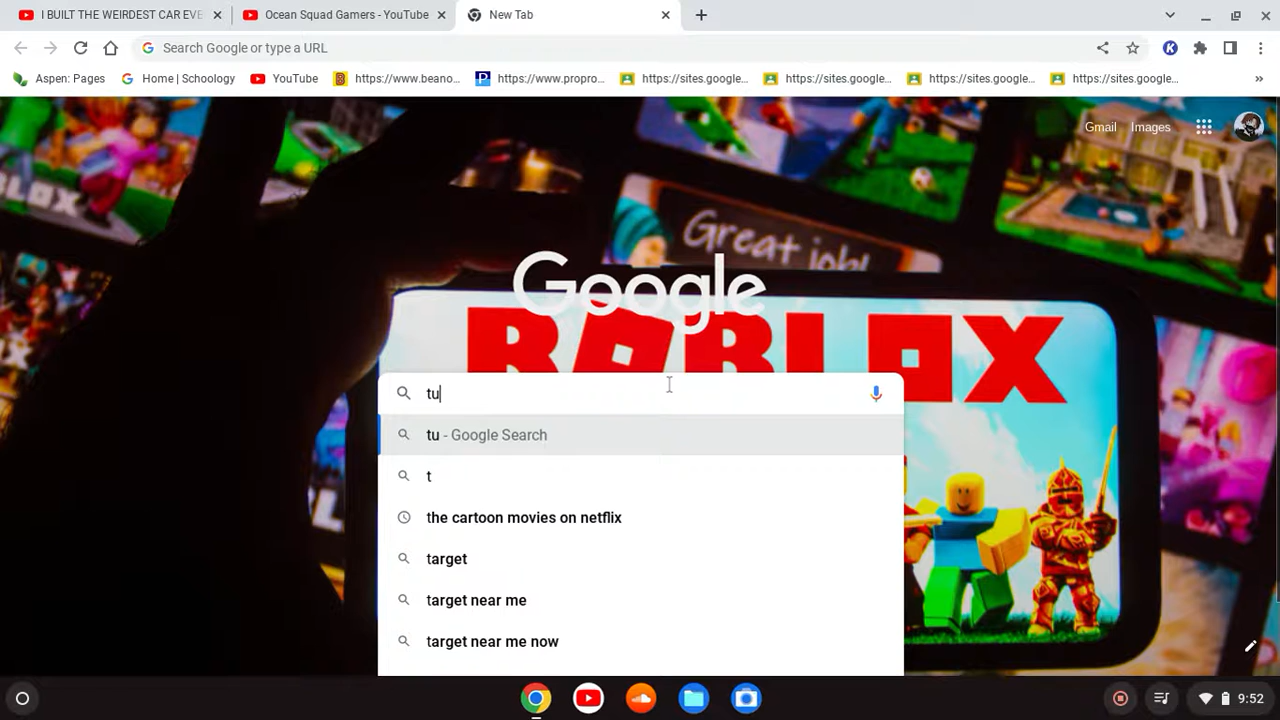 I BUILT THE WEIRDEST CAR EVE
Ocean Squad Gamers - YouTube
New Tab
Search Google or type a URL
Aspen: Pages
Home | Schoology
YouTube
https://www.beano...
https://www.propro...
https://sites.google...
https://sites.google...
https://sites.google...
https://sites.google...
»
Gmail
Images
BLOX
Great job!
Google
ROBLOX
tu
tu - Google Search
t
the cartoon movies on netflix
target
target near me
target near me now
9:52